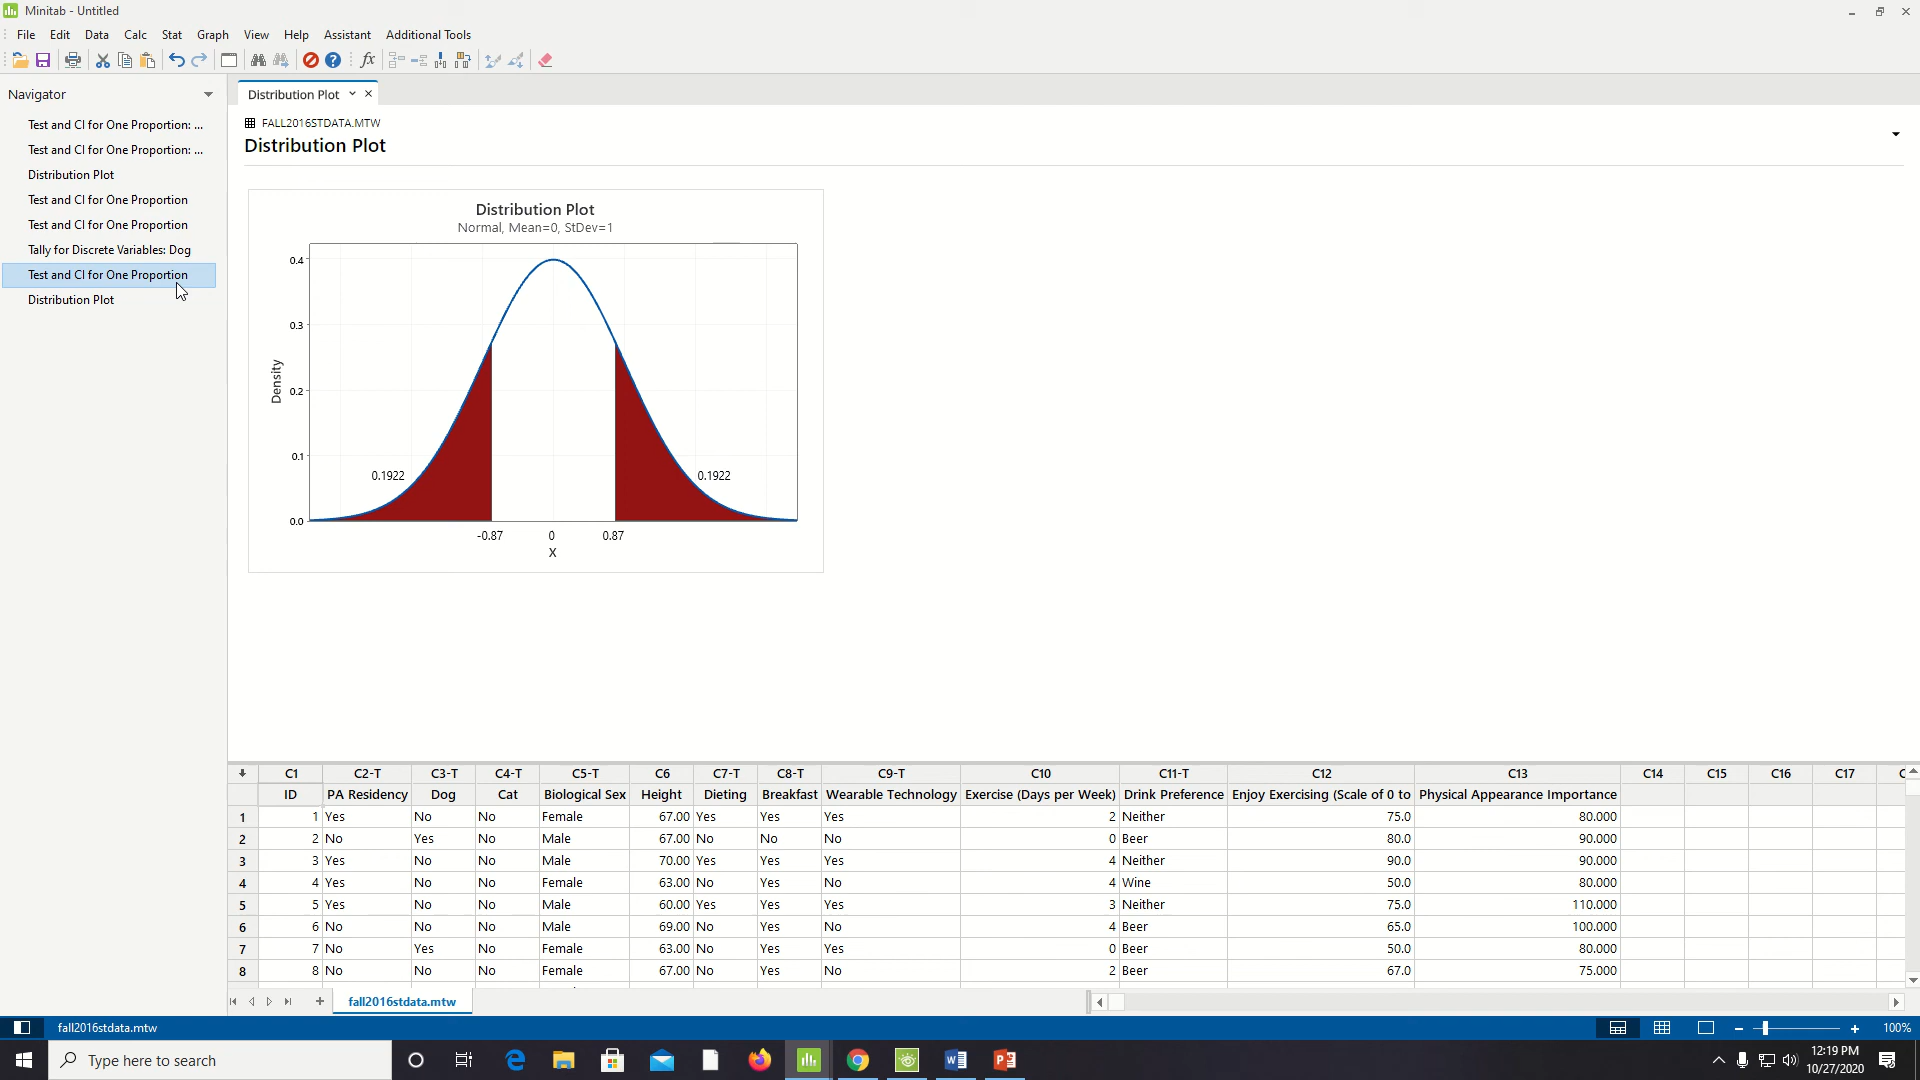 Minitab - Untitled
File Edit Data Calc Stat Graph View Help Assistant Additional Tools
Navigator
Test and CI for One Proportion: ...
Test and CI for One Proportion: ...
Distribution Plot
Test and CI for One Proportion
Test and CI for One Proportion
Tally for Discrete Variables: Dog
Test and CI for One Proportion
Distribution Plot
Distribution Plot
FALL2016STDATA.MTW
Distribution Plot
Distribution Plot
Normal, Mean=0, StDev=1
0.4
0.3
Density
0.2
0.1
0.1922 0.1922
0.0
-0.87 0 0.87
X
C1 C2-T C3-T C4-T C5-T C6 C7-T C8-T C9-T C10 C11-T C12 C13 C14 C15 C16 C17 C
ID PA Residency Dog Cat Biological Sex Height Dieting Breakfast Wearable Technology Exercise (Days per Week) Drink Preference Enjoy Exercising (Scale of 0 to Physical Appearance Importance
1 1 Yes No No Female 67.00 Yes Yes Yes 2 Neither 75.0 80.000
2 2 No Yes No Male 67.00 No No No 0 Beer 80.0 90.000
3 3 Yes No No Male 70.00 Yes Yes Yes 4 Neither 90.0 90.000
4 4 Yes No No Female 63.00 No Yes No 4 Wine 50.0 80.000
5 5 Yes No No Male 60.00 Yes Yes Yes 3 Neither 75.0 110.000
6 6 No No No Male 69.00 No Yes No 4 Beer 65.0 100.000
7 7 No Yes No Female 63.00 No Yes Yes 0 Beer 50.0 80.000
8 8 No No No Female 67.00 No Yes No 2 Beer 67.0 75.000
fall2016stdata.mtw
fall2016stdata.mtw
100%
Type here to search
12:19 PM
10/27/2020